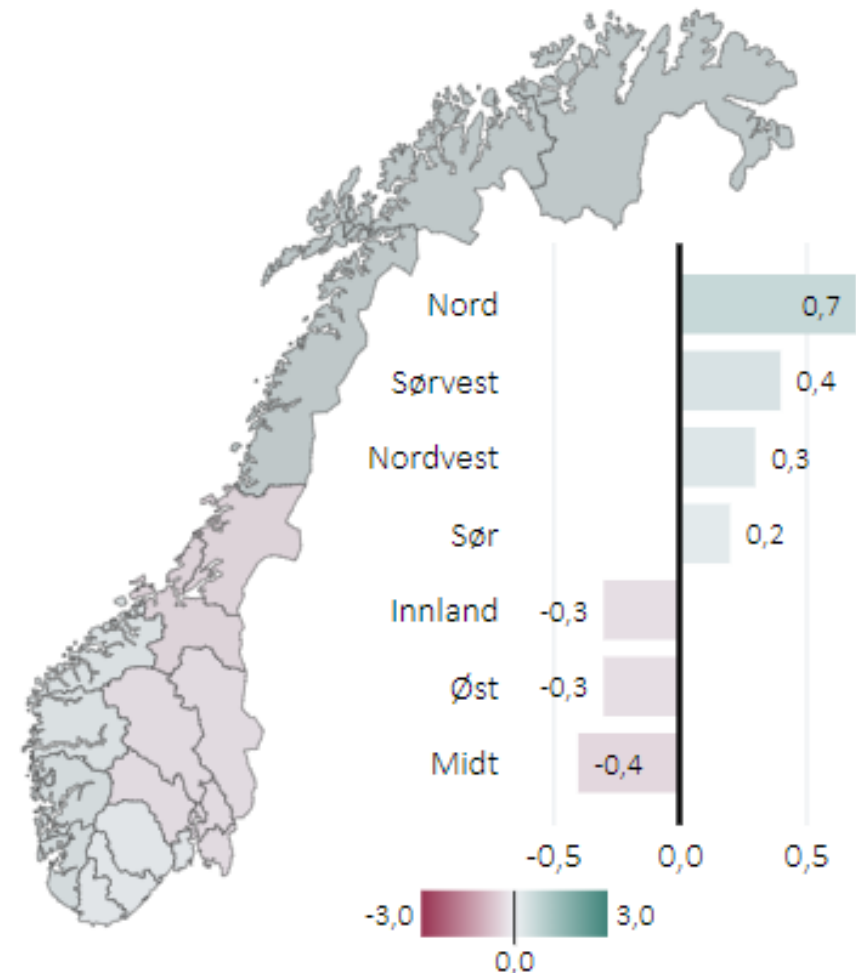 Nord 0,7
Sørvest 0,4
Nordvest 0,3
Sør 0,2
Innland -0,3
Øst -0,3
Midt -0,4
-0,5 0,0 0,5
-3,0 3,0
0,0